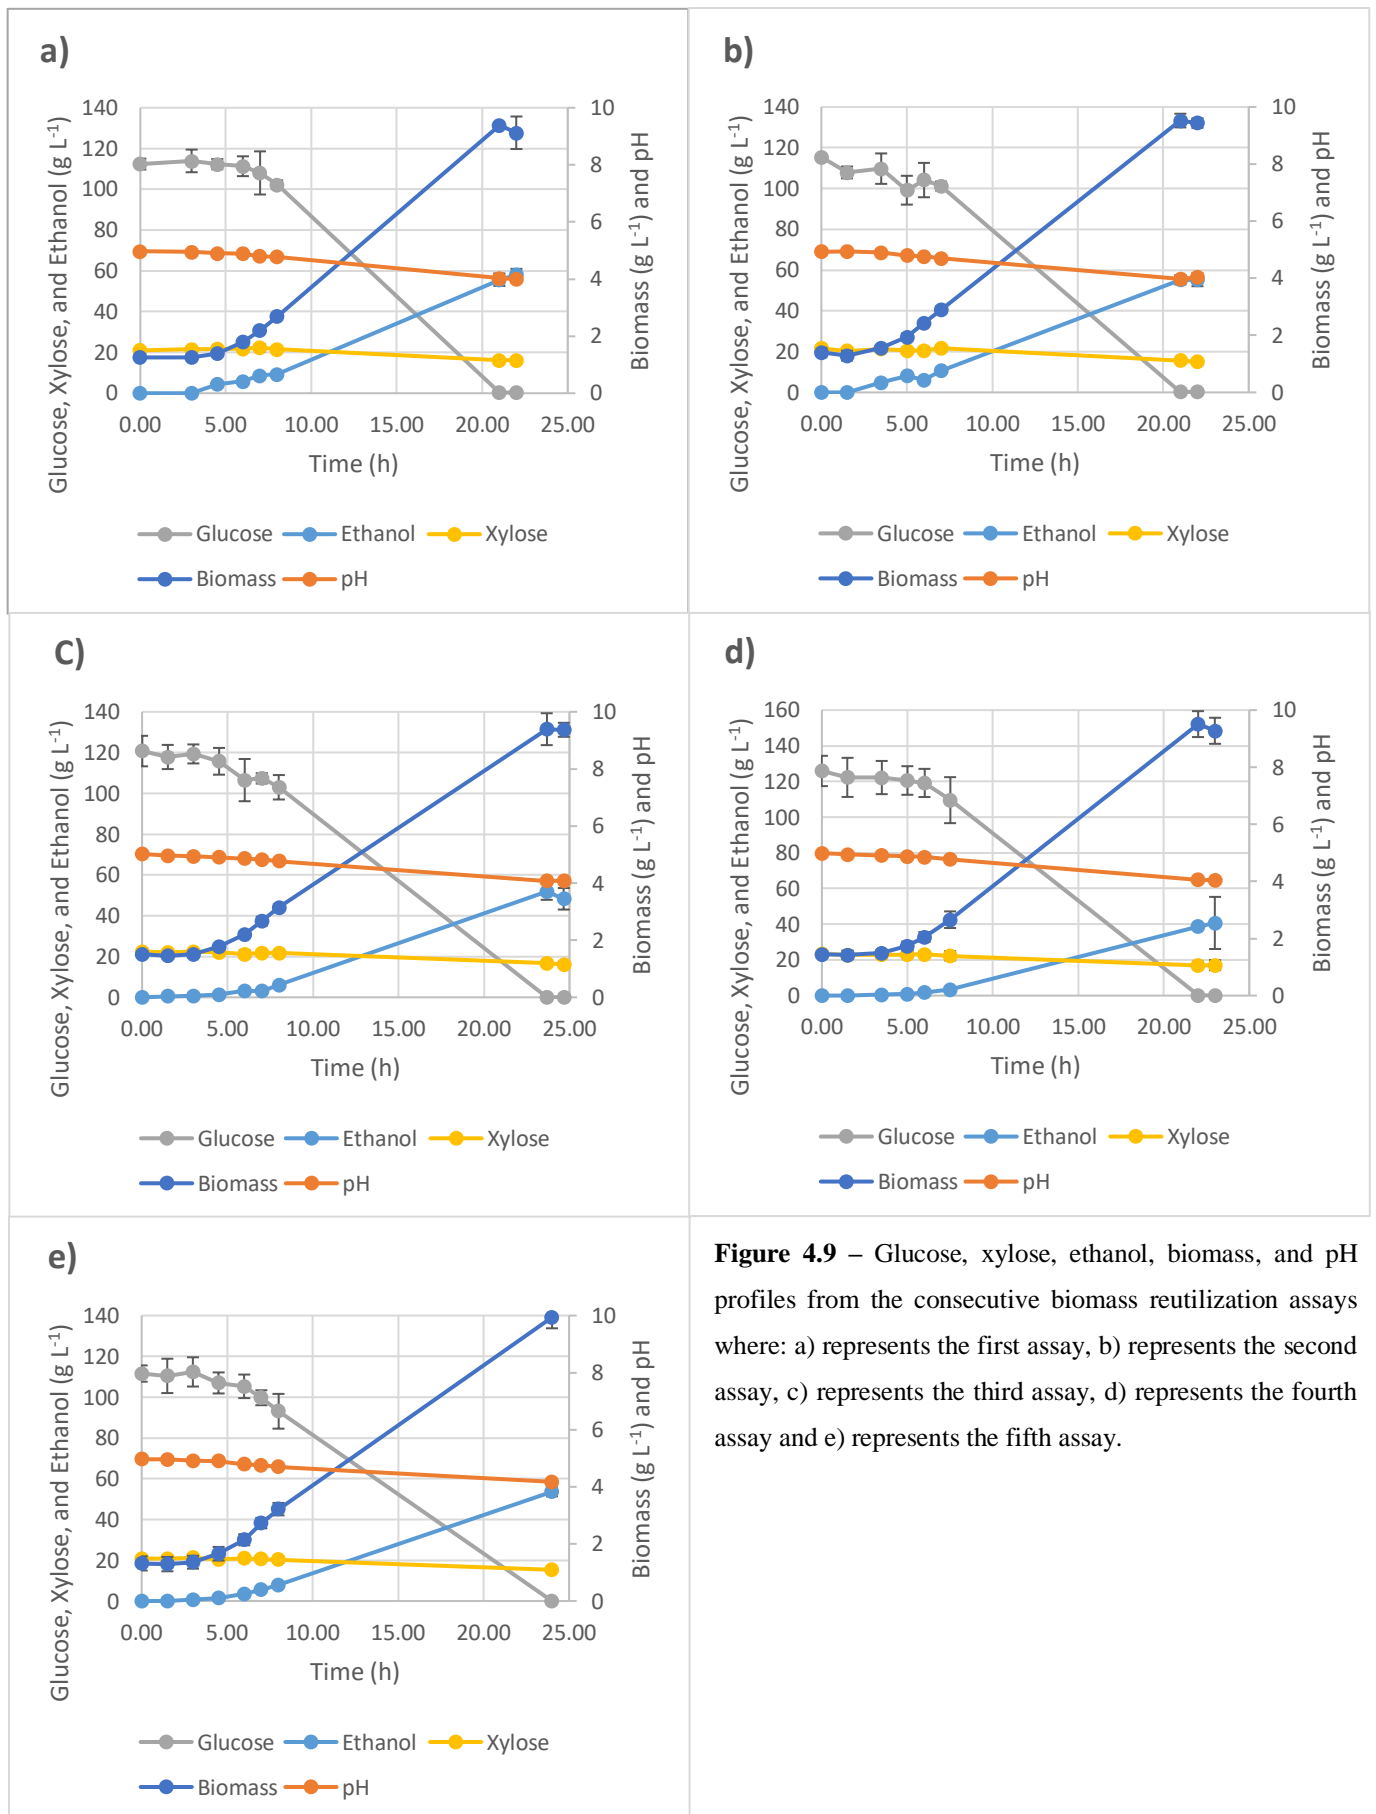 a)
Glucose, Xylose, and Ethanol (g L-1)
140
120
100
80
60
40
20
0
10
8
6
4
2
0
Biomass (g L-1) and pH
0.00 5.00 10.00 15.00 20.00 25.00
Time (h)
Glucose Ethanol Xylose
Biomass pH
b)
Glucose, Xylose, and Ethanol (g L-1)
140
120
100
80
60
40
20
0
10
8
6
4
2
0
Biomass (g L-1) and pH
0.00 5.00 10.00 15.00 20.00 25.00
Time (h)
Glucose Ethanol Xylose
Biomass pH
C)
Glucose, Xylose, and Ethanol (g L-1)
140
120
100
80
60
40
20
0
10
8
6
4
2
0
Biomass (g L-1) and pH
0.00 5.00 10.00 15.00 20.00 25.00
Time (h)
Glucose Ethanol Xylose
Biomass pH
d)
Glucose, Xylose, and Ethanol (g L-1)
160
140
120
100
80
60
40
20
0
10
8
6
4
2
0
Biomass (g L-1) and pH
0.00 5.00 10.00 15.00 20.00 25.00
Time (h)
Glucose Ethanol Xylose
Biomass pH
e)
Glucose, Xylose, and Ethanol (g L-1)
140
120
100
80
60
40
20
0
10
8
6
4
2
0
Biomass (g L-1) and pH
0.00 5.00 10.00 15.00 20.00 25.00
Time (h)
Glucose Ethanol Xylose
Biomass pH
Figure 4.9 – Glucose, xylose, ethanol, biomass, and pH
profiles from the consecutive biomass reutilization assays
where: a) represents the first assay, b) represents the second
assay, c) represents the third assay, d) represents the fourth
assay and e) represents the fifth assay.